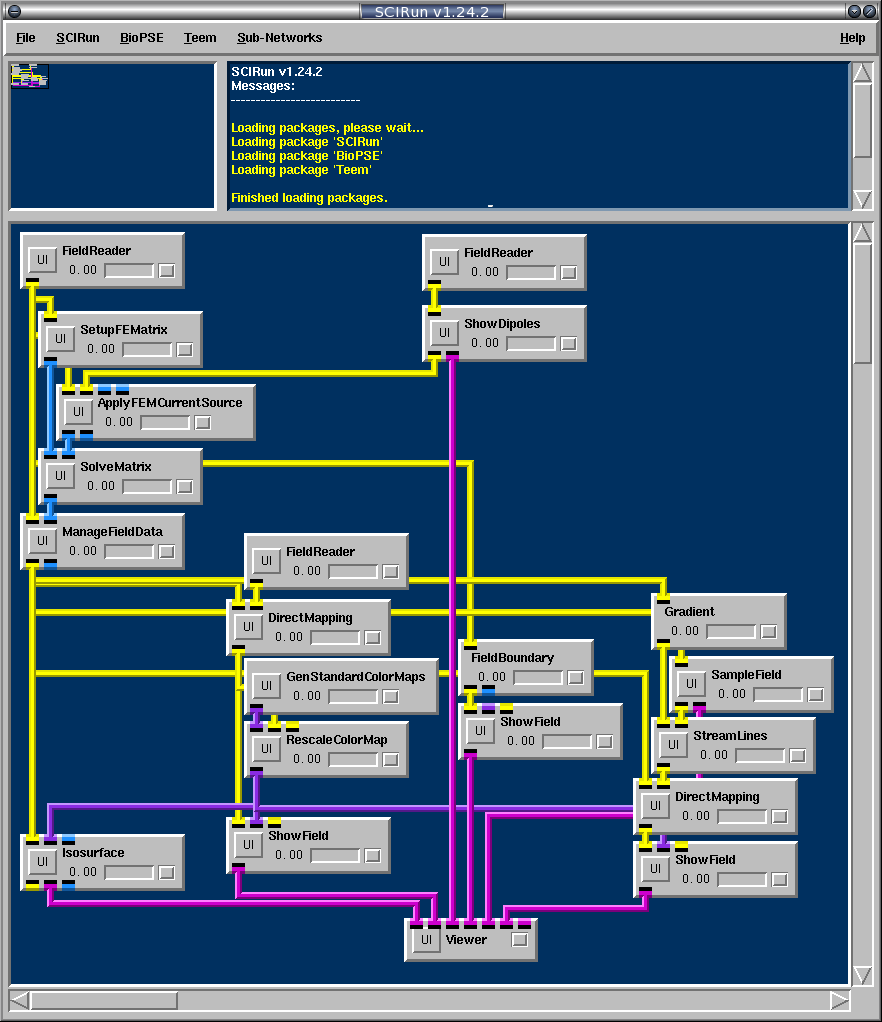 SCIRun v1.24.2
File SCIRun BioPSE Teem Sub-Networks Help
SCIRun v1.24.2
Messages:
--------------------------
Loading packages, please wait...
Loading package 'SCIRun'
Loading package 'BioPSE'
Loading package 'Teem'
Finished loading packages.
UI FieldReader 0.00
UI FieldReader 0.00
UI SetupFEMatrix 0.00
UI ShowDipoles 0.00
UI ApplyFEMCurrentSource 0.00
UI SolveMatrix 0.00
UI ManageFieldData 0.00
UI FieldReader 0.00
UI DirectMapping 0.00
Gradient 0.00
FieldBoundary 0.00
UI GenStandardColorMaps 0.00
UI SampleField 0.00
UI ShowField 0.00
UI RescaleColorMap 0.00
UI StreamLines 0.00
UI DirectMapping 0.00
UI ShowField 0.00
UI Isosurface 0.00
UI ShowField 0.00
UI Viewer